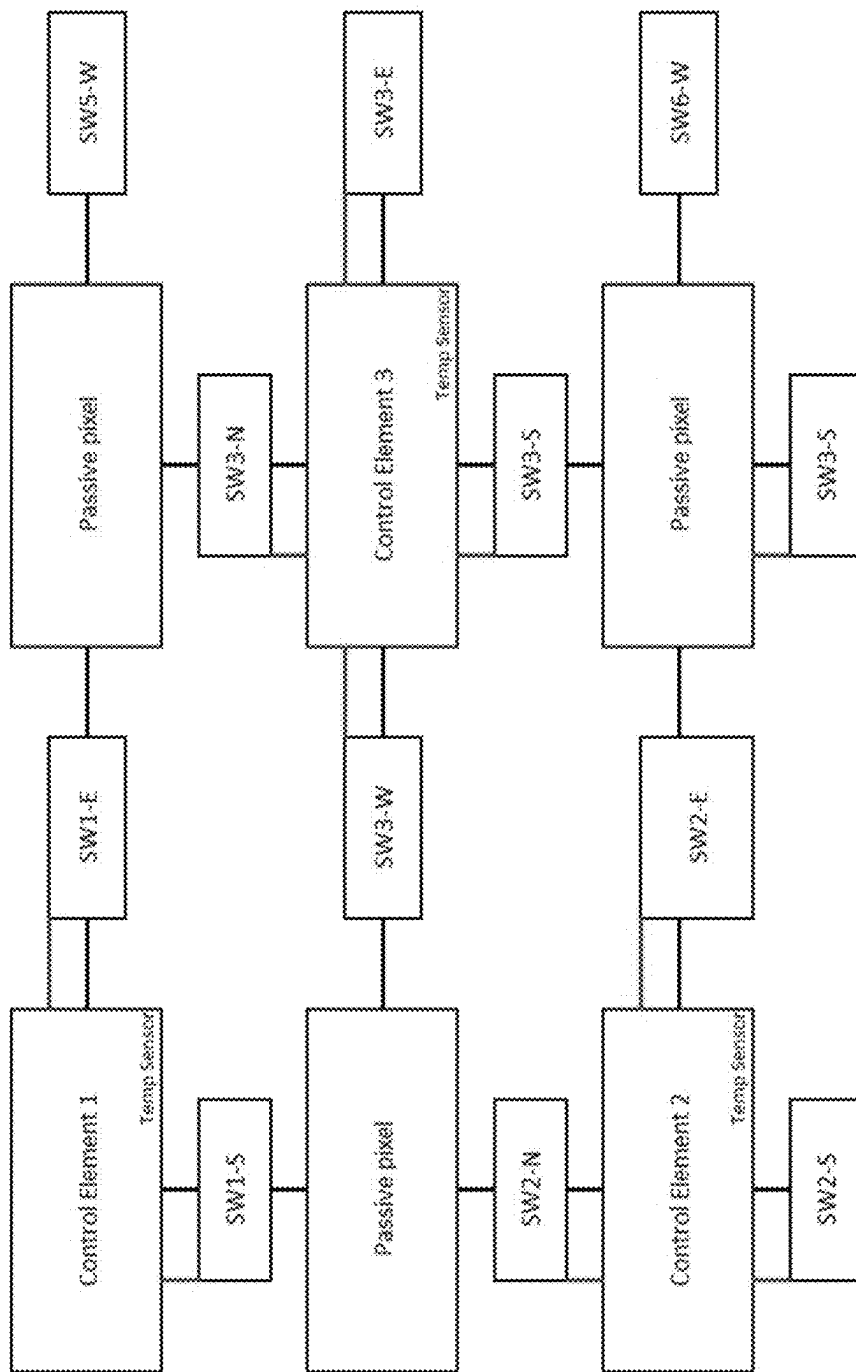 Control Element 1
Temp Sensor
SW1-E
Passive pixel
SW5-W
SW1-S
SW3-N
Passive pixel
SW3-W
Control Element 3
Temp Sensor
SW3-E
SW2-N
SW3-S
Control Element 2
Temp Sensor
SW2-E
Passive pixel
SW6-W
SW2-S
SW3-S